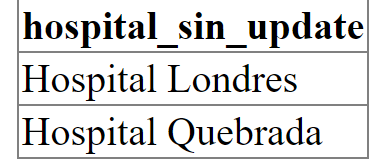 hospital_sin_update
Hospital Londres
Hospital Quebrada